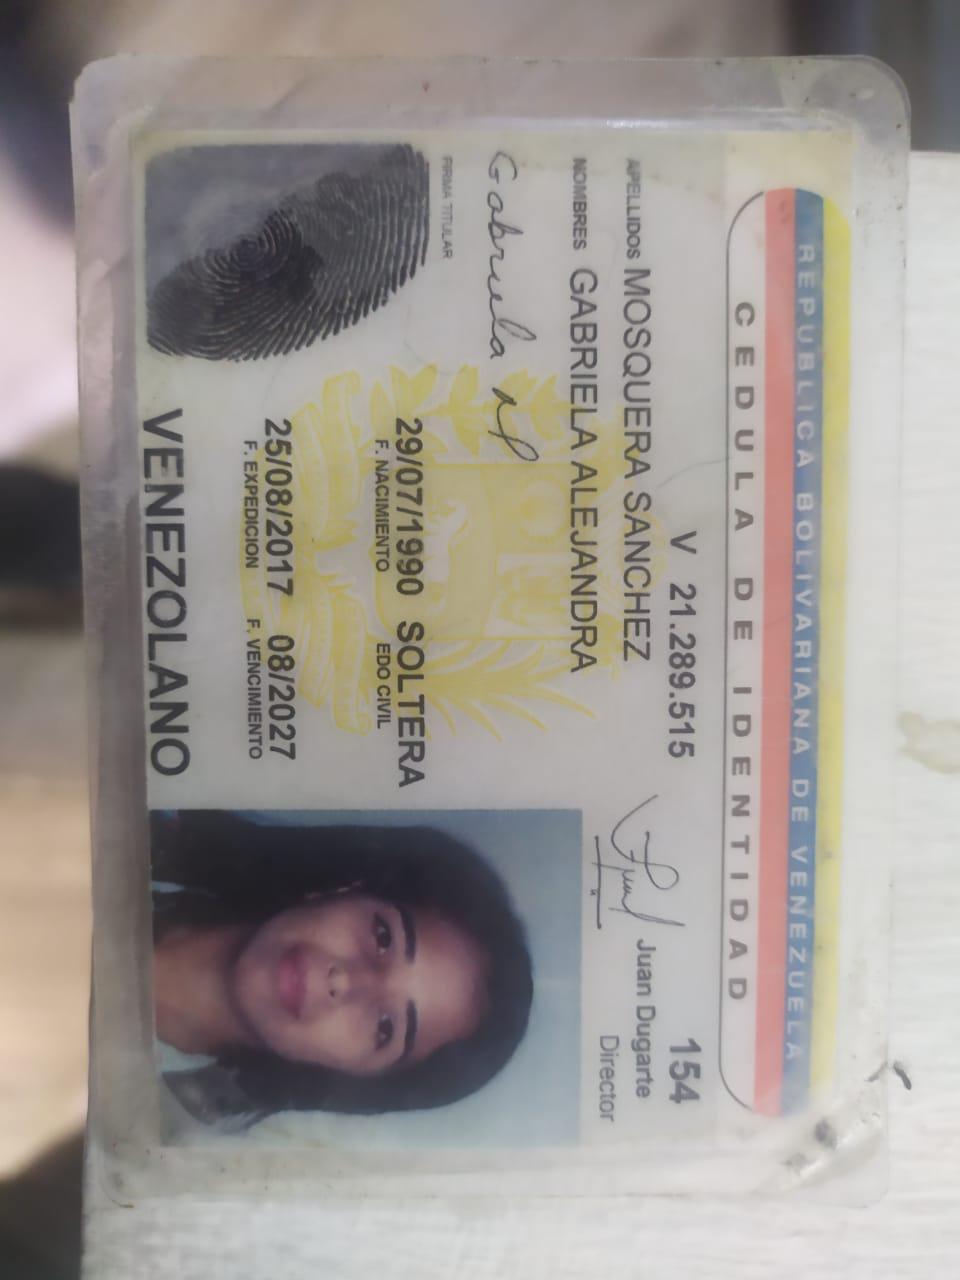 REPUBLICA BOLIVARIANA DE VENEZUELA
CEDULA DE IDENTIDAD
V 21.289.515
154
APELLIDOS MOSQUERA SANCHEZ
Juan Dugarte
Director
NOMBRES GABRIELA ALEJANDRA
Gabriela
FIRMA TITULAR
29/07/1990 SOLTERA
F. NACIMIENTO EDO CIVIL
25/08/2017 08/2027
F. EXPEDICION F. VENCIMIENTO
VENEZOLANO